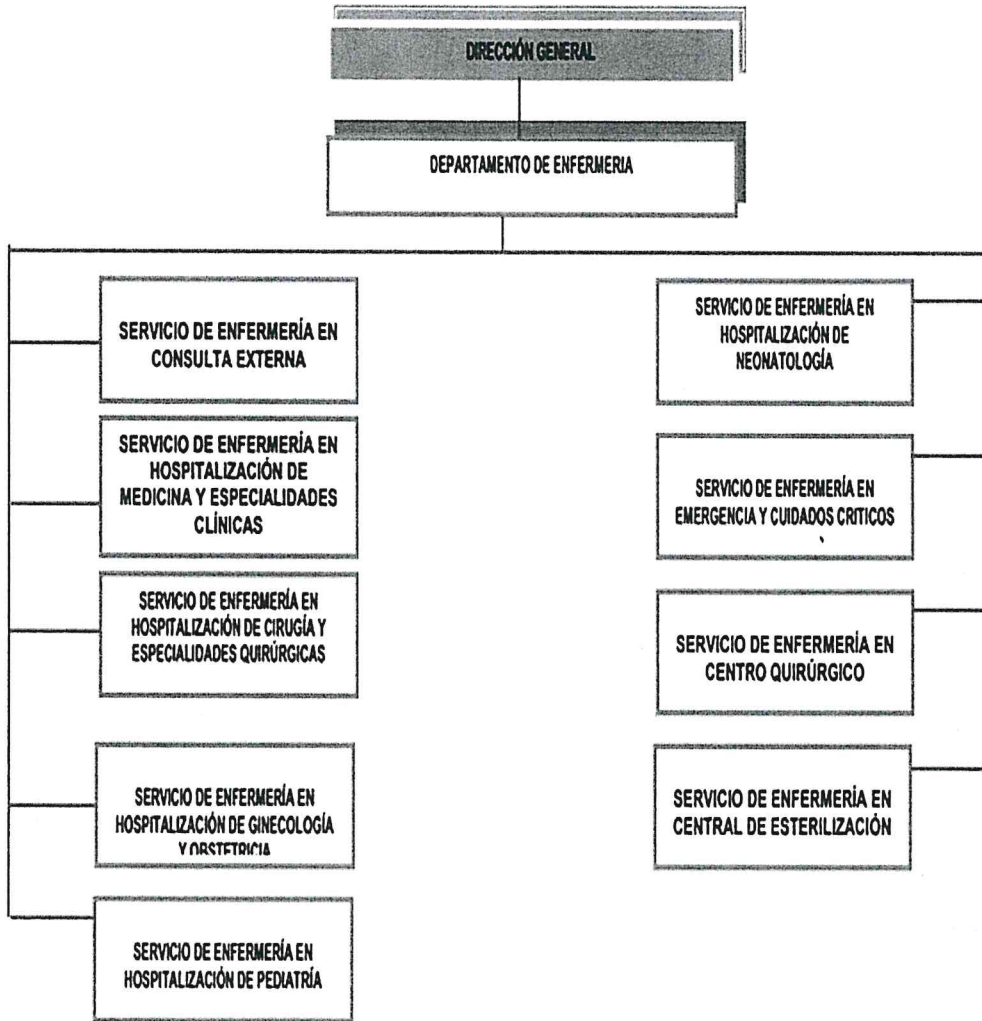 DIRECCIÓN GENERAL
DEPARTAMENTO DE ENFERMERIA
SERVICIO DE ENFERMERÍA EN
CONSULTA EXTERNA
SERVICIO DE ENFERMERÍA EN
HOSPITALIZACIÓN DE
MEDICINA Y ESPECIALIDADES
CLÍNICAS
SERVICIO DE ENFERMERÍA EN
HOSPITALIZACIÓN DE CIRUGÍA Y
ESPECIALIDADES QUIRÚRGICAS
SERVICIO DE ENFERMERÍA EN
HOSPITALIZACIÓN DE GINECOLOGÍA
Y OBSTETRICIA
SERVICIO DE ENFERMERÍA EN
HOSPITALIZACIÓN DE PEDIATRÍA
SERVICIO DE ENFERMERÍA EN
HOSPITALIZACIÓN DE
NEONATOLOGÍA
SERVICIO DE ENFERMERÍA EN
EMERGENCIA Y CUIDADOS CRITICOS
SERVICIO DE ENFERMERÍA EN
CENTRO QUIRÚRGICO
SERVICIO DE ENFERMERÍA EN
CENTRAL DE ESTERILIZACIÓN